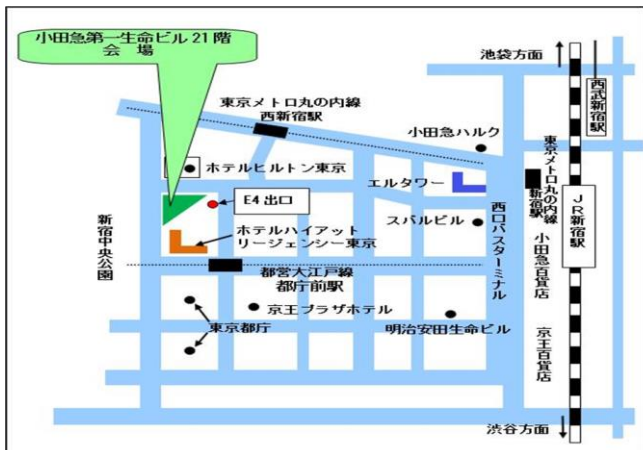 小田急第一生命ビル21階
会　場
池袋方面
西武新宿駅
東京メトロ丸の内線
西新宿駅
小田急ハルク
ホテルヒルトン東京
エルタワー
東京メトロ丸の内線
新宿駅
JR新宿駅
E4出口
新宿中央公園
ホテルハイアット
リージェンシー東京
スバルビル
西口バスターミナル
小田急百貨店
都営大江戸線
都庁前駅
京王プラザホテル
東京都庁
明治安田生命ビル
京王百貨店
渋谷方面